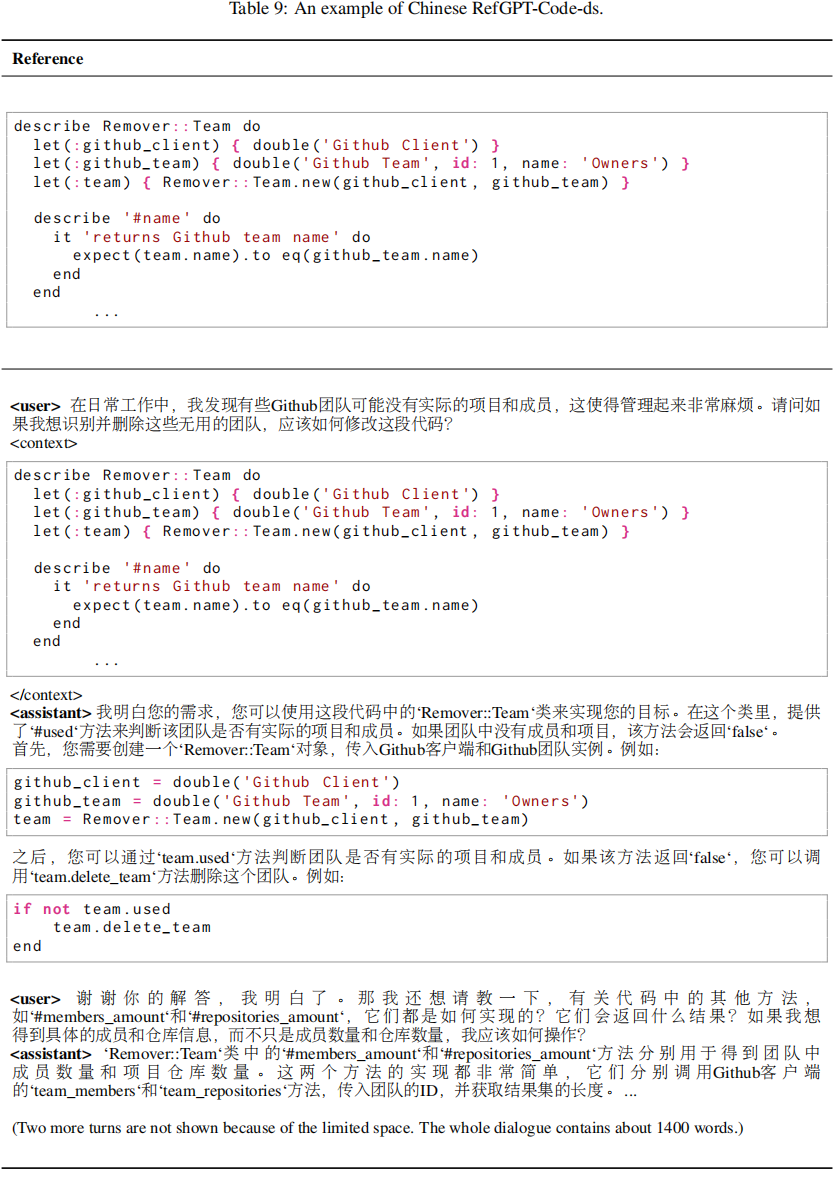 Table 9: An example of Chinese RefGPT-Code-ds.
Reference
describe Remover::Team do
  let(:github_client) { double('Github Client') }
  let(:github_team) { double('Github Team', id: 1, name: 'Owners') }
  let(:team) { Remover::Team.new(github_client, github_team) }

  describe '#name' do
    it 'returns Github team name' do
      expect(team.name).to eq(github_team.name)
    end
  end
        ...
<user> 在日常工作中，我发现有些Github团队可能没有实际的项目和成员，这使得管理起来非常麻烦。请问如
果我想识别并删除这些无用的团队，应该如何修改这段代码？
<context>
describe Remover::Team do
  let(:github_client) { double('Github Client') }
  let(:github_team) { double('Github Team', id: 1, name: 'Owners') }
  let(:team) { Remover::Team.new(github_client, github_team) }

  describe '#name' do
    it 'returns Github team name' do
      expect(team.name).to eq(github_team.name)
    end
  end
        ...
</context>
<assistant> 我明白您的需求，您可以使用这段代码中的‘Remover::Team‘类来实现您的目标。在这个类里，提供
了‘#used‘方法来判断该团队是否有实际的项目和成员。如果团队中没有成员和项目，该方法会返回‘false‘。
首先，您需要创建一个‘Remover::Team‘对象，传入Github客户端和Github团队实例。例如：
github_client = double('Github Client')
github_team = double('Github Team', id: 1, name: 'Owners')
team = Remover::Team.new(github_client, github_team)
之后，您可以通过‘team.used‘方法判断团队是否有实际的项目和成员。如果该方法返回‘false‘，您可以调
用‘team.delete_team‘方法删除这个团队。例如：
if not team.used
    team.delete_team
end
<user> 谢谢你的解答，我明白了。那我还想请教一下，有关代码中的其他方法，
如‘#members_amount‘和‘#repositories_amount‘，它们都是如何实现的？它们会返回什么结果？如果我想
得到具体的成员和仓库信息，而不只是成员数量和仓库数量，我应该如何操作？
<assistant> ‘Remover::Team‘类中的‘#members_amount‘和‘#repositories_amount‘方法分别用于得到团队中
成员数量和项目仓库数量。这两个方法的实现都非常简单，它们分别调用Github客户端
的‘team_members‘和‘team_repositories‘方法，传入团队的ID，并获取结果集的长度。...
(Two more turns are not shown because of the limited space. The whole dialogue contains about 1400 words.)